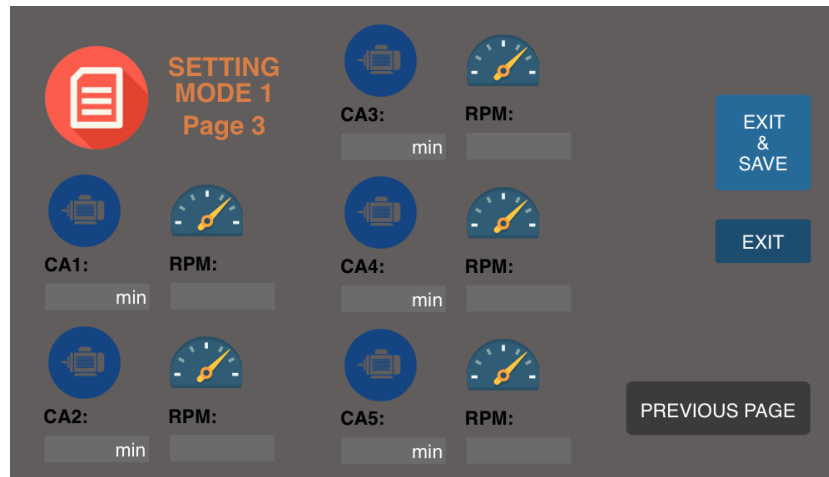 SETTING
MODE 1
Page 3
CA1: RPM:
min
CA2: RPM:
min
CA3: RPM:
min
CA4: RPM:
min
CA5: RPM:
min
EXIT
&
SAVE
EXIT
PREVIOUS PAGE